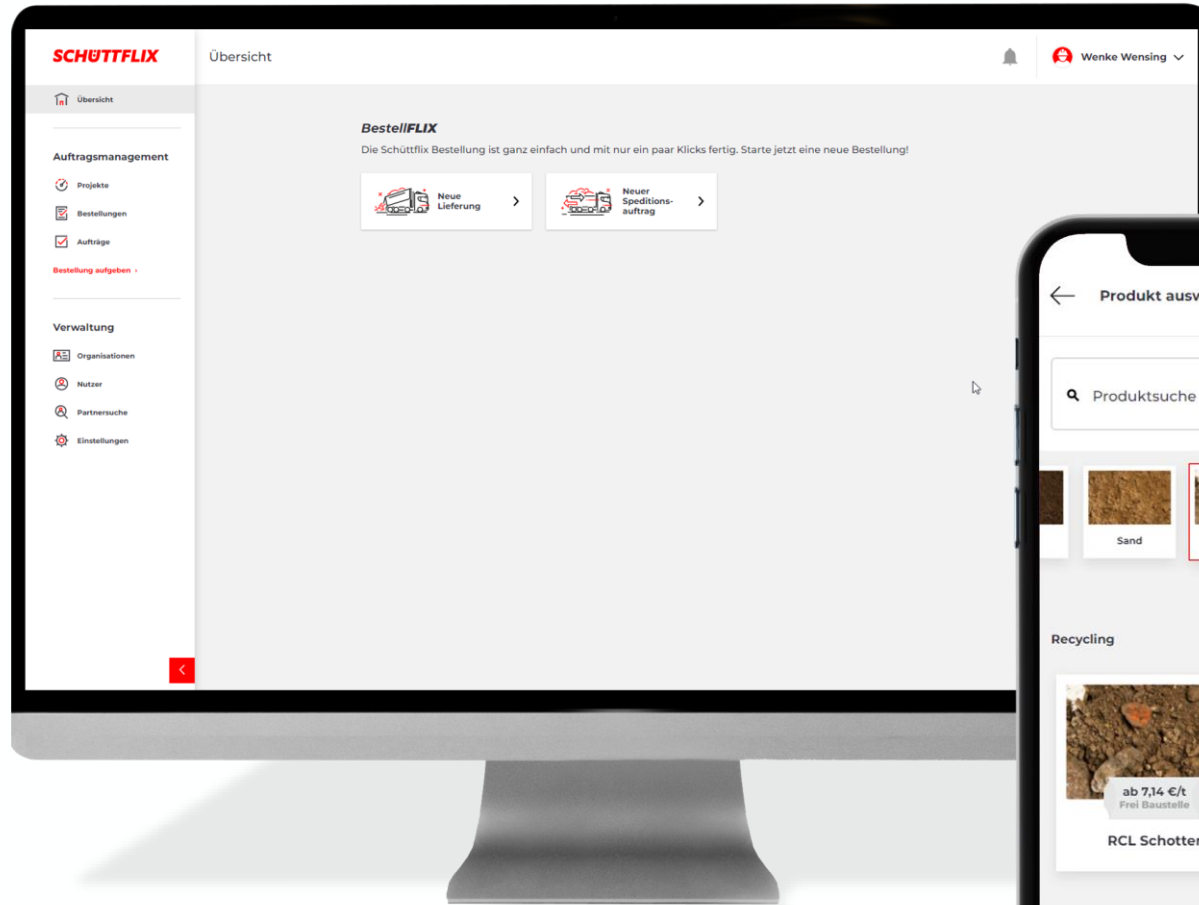 SCHÜTTFLIX
Übersicht
Wenke Wensing
Übersicht
Auftragsmanagement
Projekte
Bestellungen
Aufträge
Bestellung aufgeben ›
Verwaltung
Organisationen
Nutzer
Partnersuche
Einstellungen
BestellFLIX
Die Schüttflix Bestellung ist ganz einfach und mit nur ein paar Klicks fertig. Starte jetzt eine neue Bestellung!
Neue
Lieferung
Neuer
Speditions-
auftrag
Produkt ausw
Produktsuche
Sand
Recycling
ab 7,14 €/t
Frei Baustelle
RCL Schotter